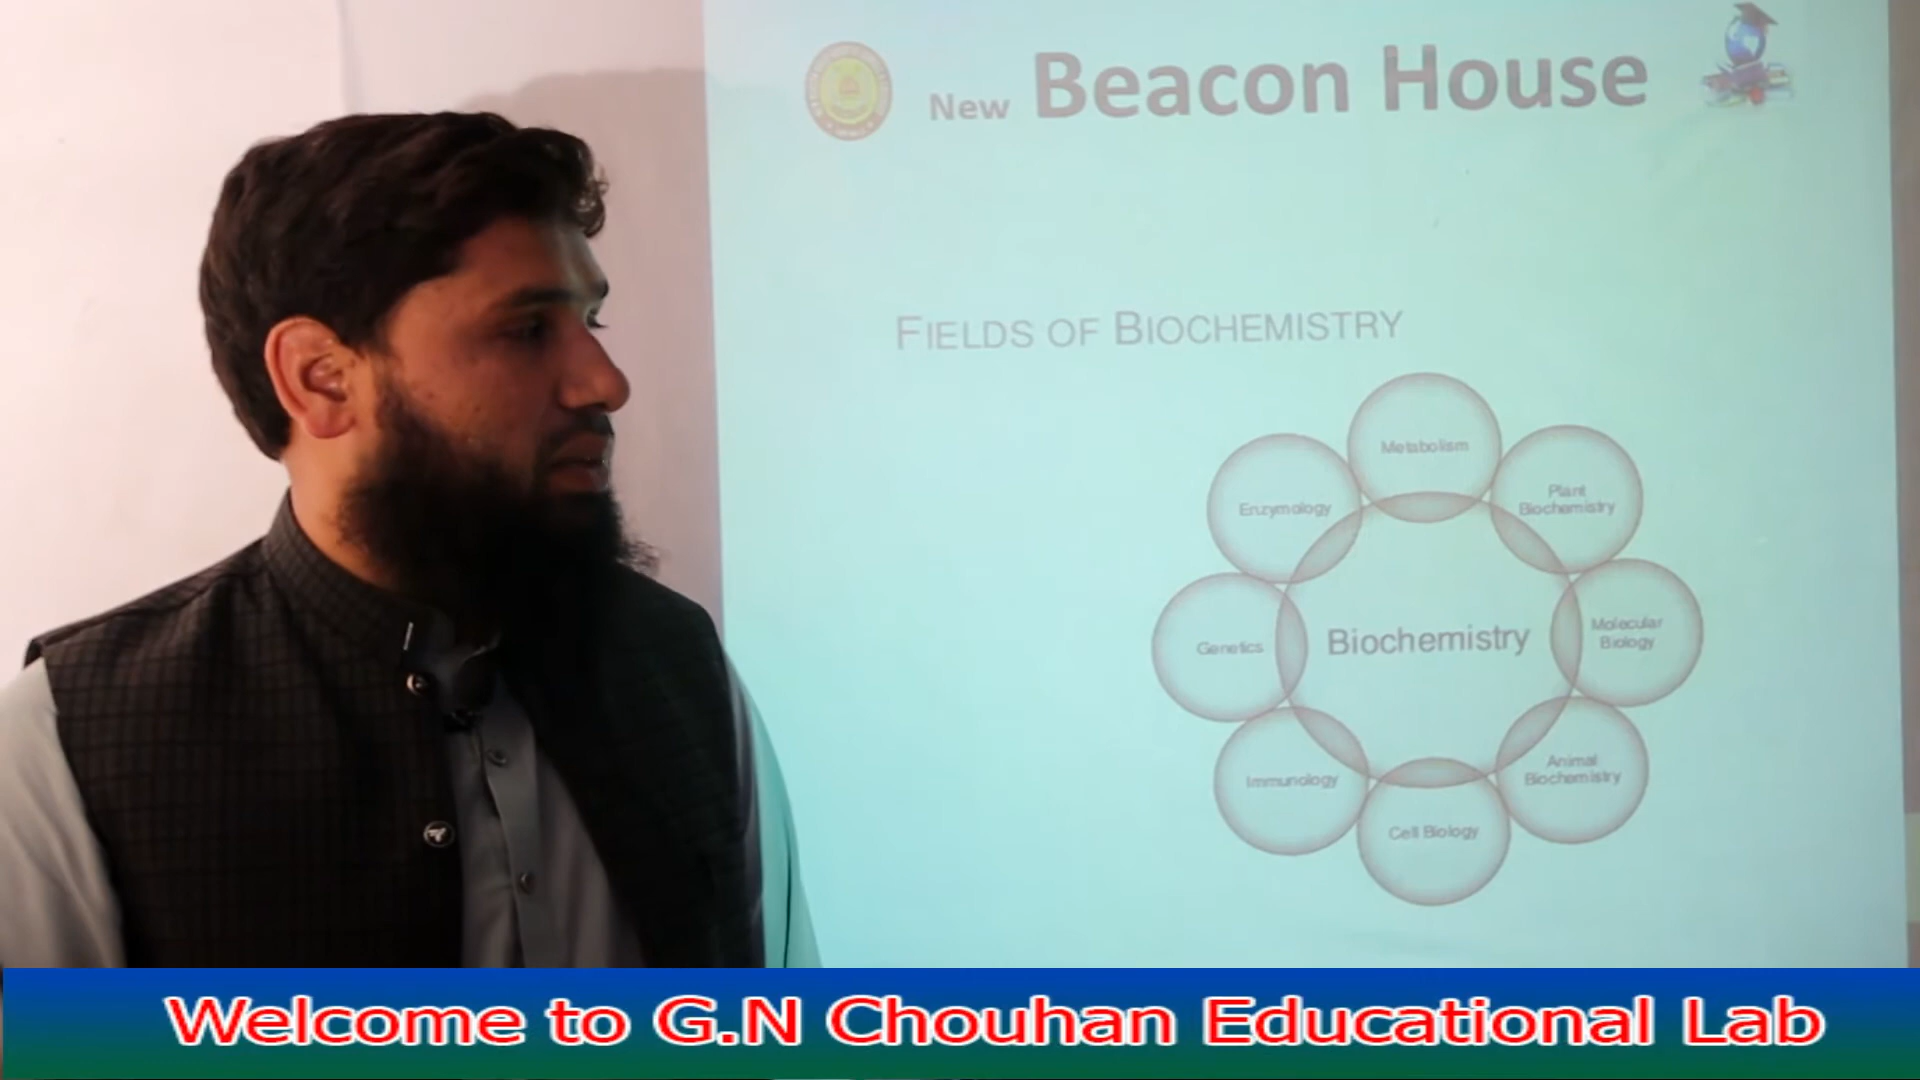 New Beacon House
FIELDS OF BIOCHEMISTRY
Metabolism
Enzymology
Plant
Biochemistry
Genetics
Biochemistry
Molecular
Biology
Immunology
Animal
Biochemistry
Cell Biology
Welcome to G.N Chouhan Educational Lab